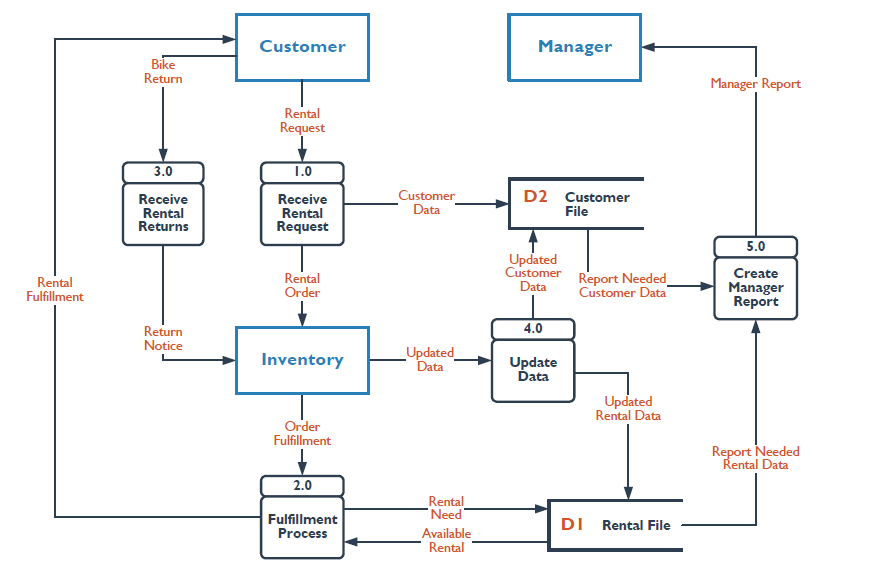 Customer
Manager
Bike
Return
Manager Report
Rental
Request
3.0
1.0
Receive
Rental
Returns
Receive
Rental
Request
Customer
Data
D2
Customer
File
5.0
Create
Manager
Report
Updated
Customer
Data
Report Needed
Customer Data
Rental
Fulfillment
Rental
Order
Return
Notice
4.0
Update
Data
Inventory
Updated
Data
Updated
Rental Data
Order
Fulfillment
Report Needed
Rental Data
2.0
Fulfillment
Process
Rental
Need
Available
Rental
D1
Rental File